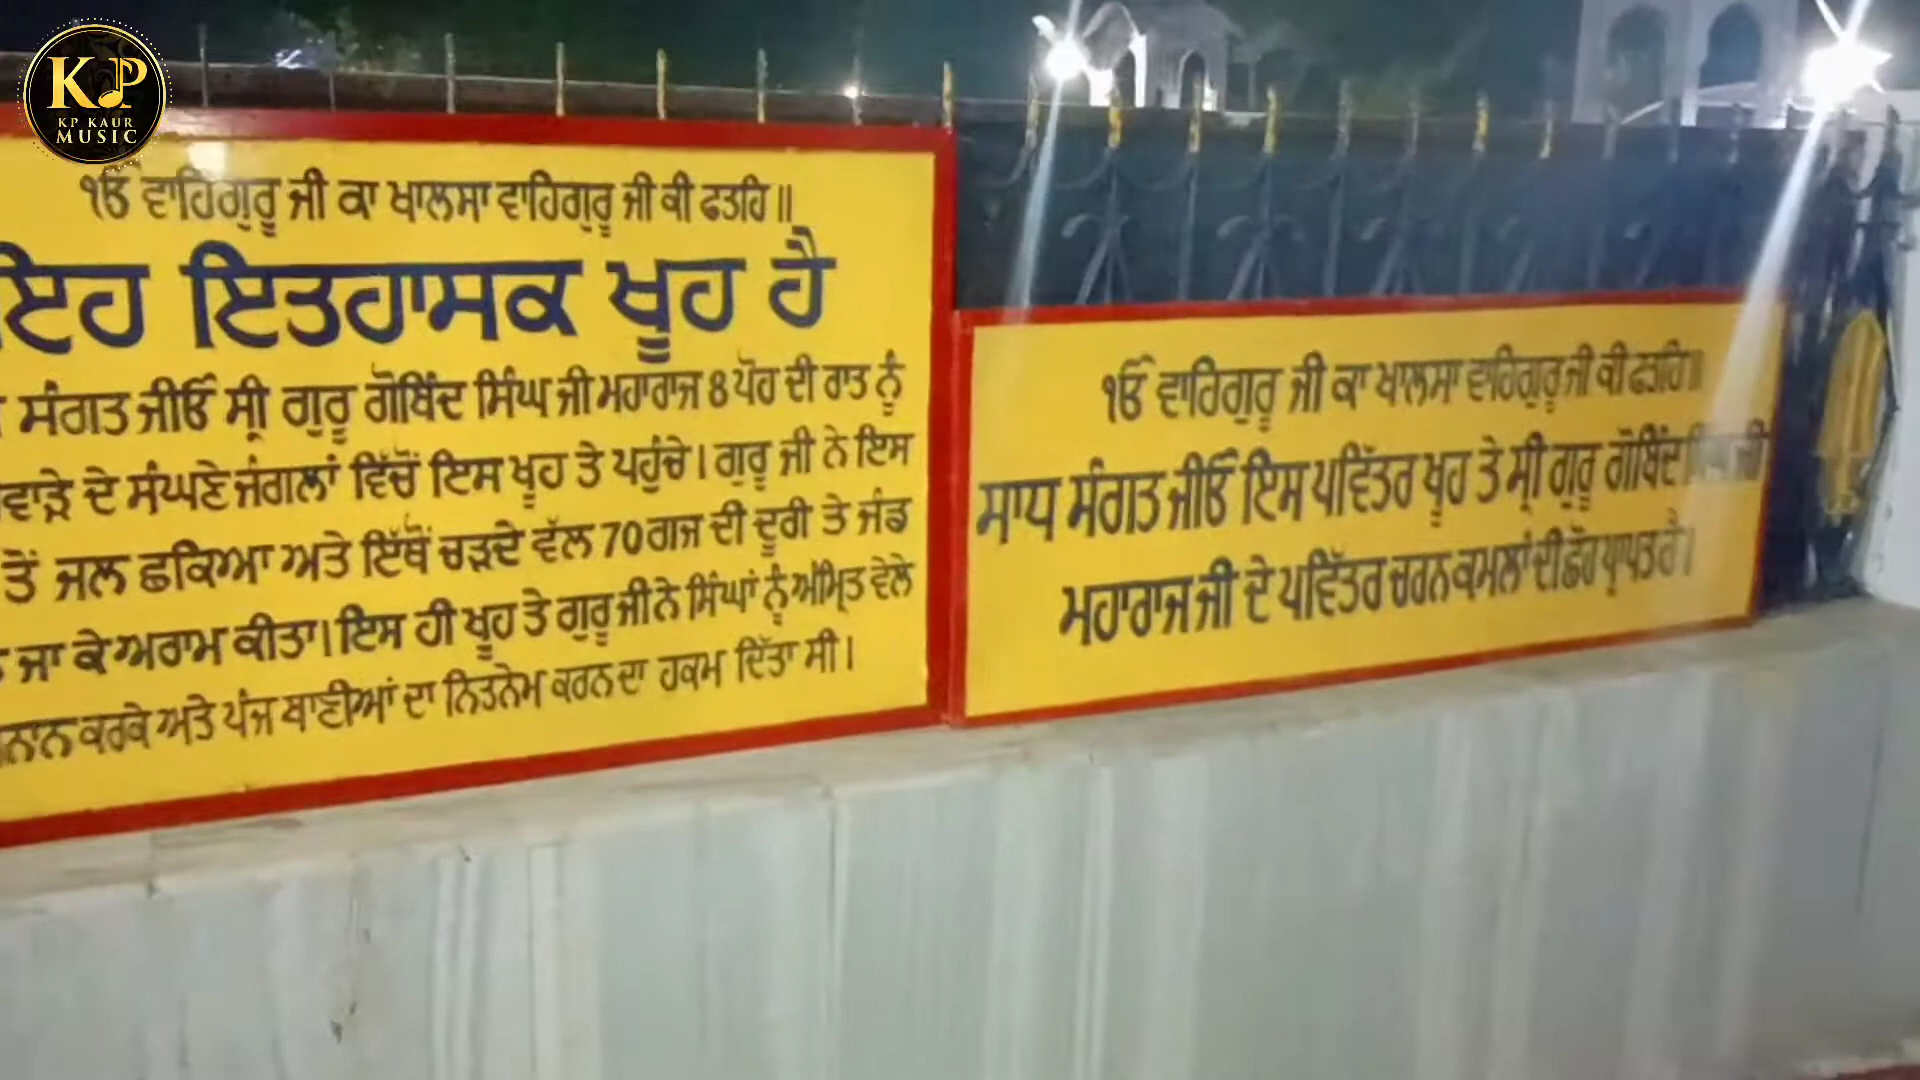 KP
KP KAUR
MUSIC
ੴ ਵਾਹਿਗੁਰੂ ਜੀ ਕਾ ਖਾਲਸਾ ਵਾਹਿਗੁਰੂ ਜੀ ਕੀ ਫਤਹਿ ॥
ਇਹ ਇਤਹਾਸਕ ਖੂਹ ਹੈ
ਸੰਗਤ ਜੀਓ ਸ੍ਰੀ ਗੁਰੂ ਗੋਬਿੰਦ ਸਿੰਘ ਜੀ ਮਹਾਰਾਜ 8 ਪੋਹ ਦੀ ਰਾਤ ਨੂੰ
ਵਾੜੇ ਦੇ ਸੰਘਣੇ ਜੰਗਲਾਂ ਵਿੱਚੋਂ ਇਸ ਖੂਹ ਤੇ ਪਹੁੰਚੇ। ਗੁਰੂ ਜੀ ਨੇ ਇਸ
ਤੋਂ ਜਲ ਛਕਿਆ ਅਤੇ ਇੱਥੋਂ ਚੜਦੇ ਵੱਲ 70 ਗਜ ਦੀ ਦੂਰੀ ਤੇ ਜੰਡ
ਜਾ ਕੇ ਅਰਾਮ ਕੀਤਾ। ਇਸ ਹੀ ਖੂਹ ਤੇ ਗੁਰੂ ਜੀ ਨੇ ਸਿੰਘਾਂ ਨੂੰ ਅੰਮ੍ਰਿਤ ਵੇਲੇ
ਨਾਨ ਕਰਕੇ ਅਤੇ ਪੰਜ ਬਾਣੀਆਂ ਦਾ ਨਿਤਨੇਮ ਕਰਨ ਦਾ ਹਕਮ ਦਿੱਤਾ ਸੀ।
ੴ ਵਾਹਿਗੁਰੂ ਜੀ ਕਾ ਖਾਲਸਾ ਵਾਹਿਗੁਰੂ ਜੀ ਕੀ ਫਤਹਿ॥
ਸਾਧ ਸੰਗਤ ਜੀਓ ਇਸ ਪਵਿੱਤਰ ਖੂਹ ਤੇ ਸ੍ਰੀ ਗੁਰੂ ਗੋਬਿੰਦ ਸਿੰਘ ਜੀ
ਮਹਾਰਾਜ ਜੀ ਦੇ ਪਵਿੱਤਰ ਚਰਨ ਕਮਲਾਂ ਦੀ ਛੋਹ ਪ੍ਰਾਪਤ ਹੈ।